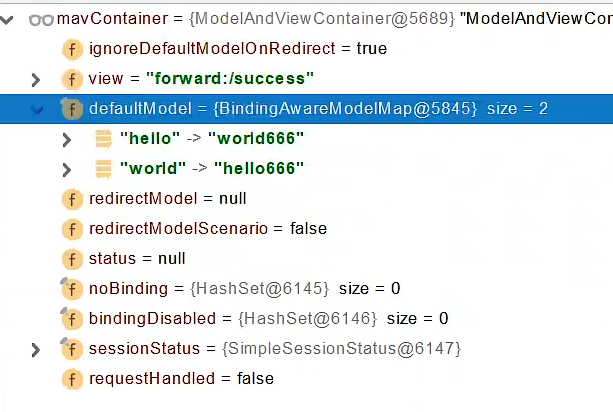 mavContainer = {ModelAndViewContainer@5689} "ModelAndViewCon
f ignoreDefaultModelOnRedirect = true
f view = "forward:/success"
f defaultModel = {BindingAwareModelMap@5845} size = 2
"hello" -> "world666"
"world" -> "hello666"
f redirectModel = null
f redirectModelScenario = false
f status = null
f noBinding = {HashSet@6145} size = 0
f bindingDisabled = {HashSet@6146} size = 0
f sessionStatus = {SimpleSessionStatus@6147}
f requestHandled = false